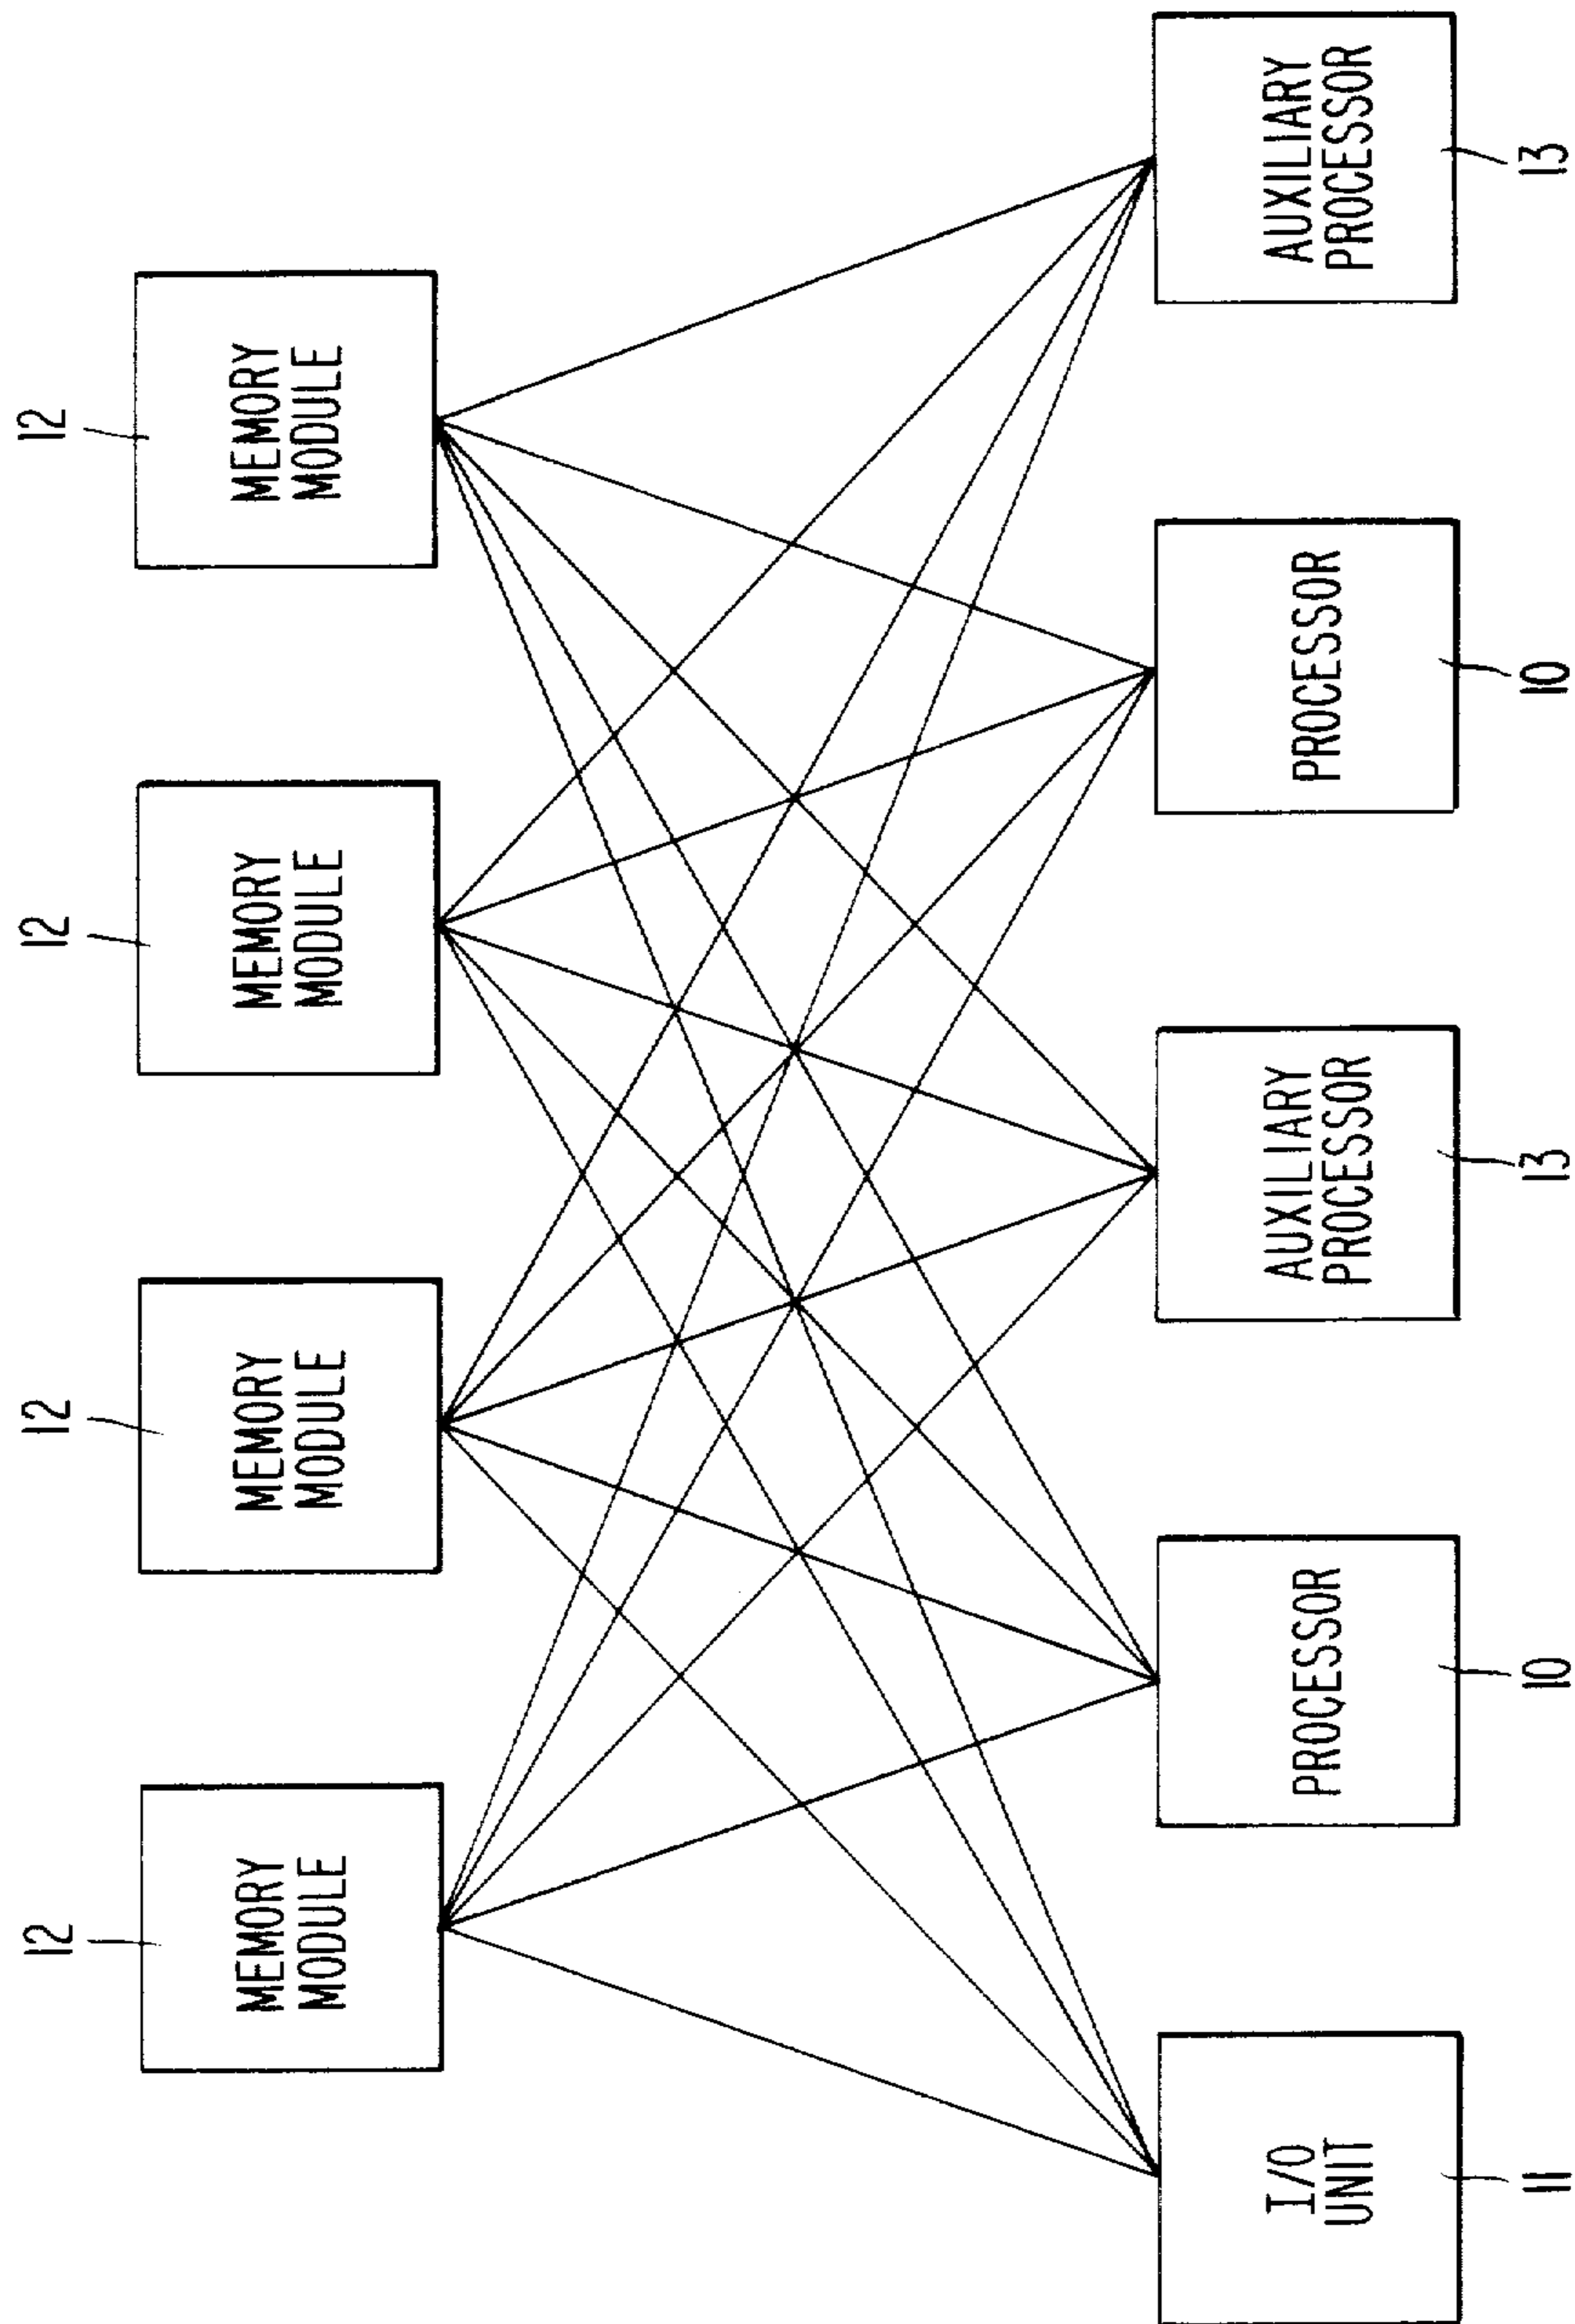 12
MEMORY
MODULE
12
MEMORY
MODULE
12
MEMORY
MODULE
12
MEMORY
MODULE
I/O
UNIT
11
PROCESSOR
10
AUXILIARY
PROCESSOR
13
PROCESSOR
10
AUXILIARY
PROCESSOR
13